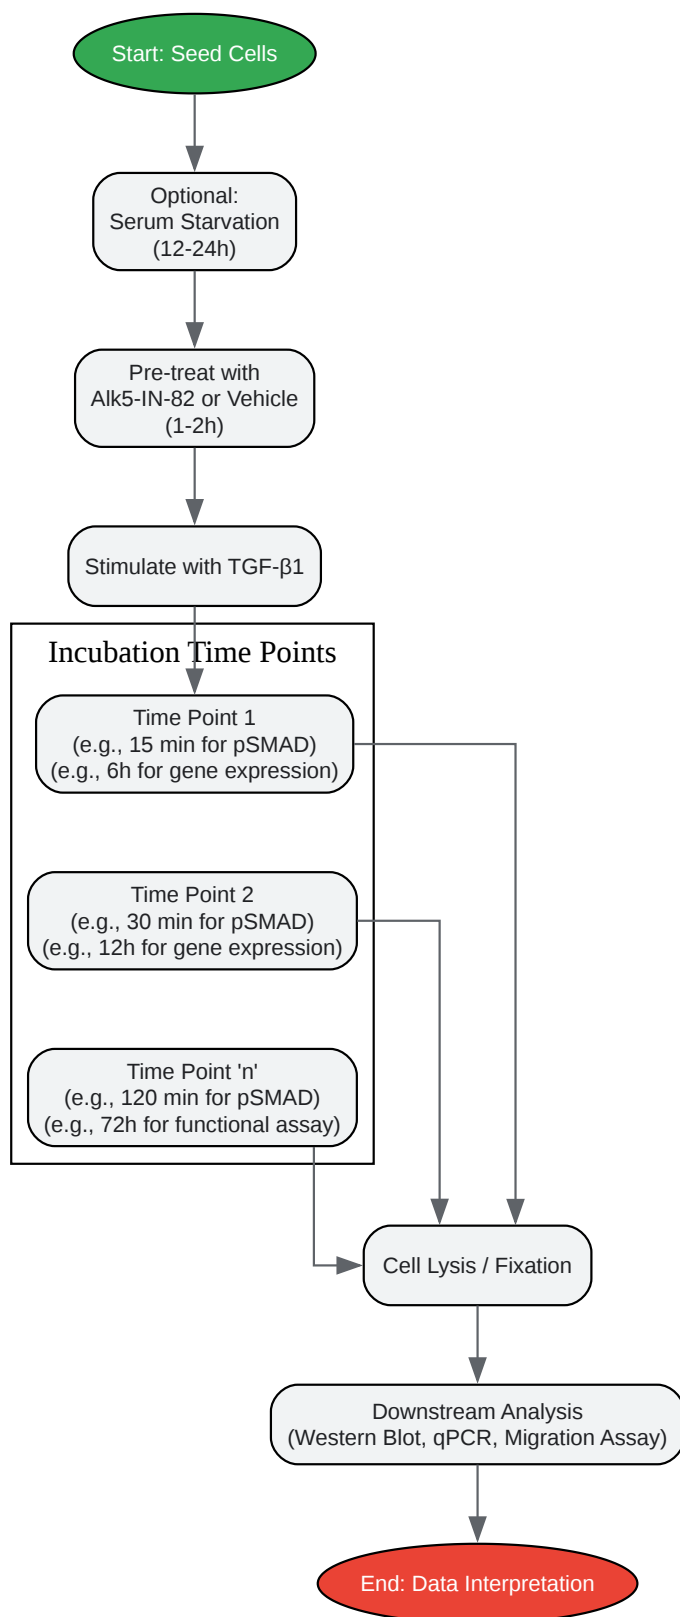 Start: Seed Cells
Optional:
Serum Starvation
(12-24h)
Pre-treat with
Alk5-IN-82 or Vehicle
(1-2h)
Stimulate with TGF-β1
Incubation Time Points
Time Point 1
(e.g., 15 min for pSMAD)
(e.g., 6h for gene expression)
Time Point 2
(e.g., 30 min for pSMAD)
(e.g., 12h for gene expression)
Time Point 'n'
(e.g., 120 min for pSMAD)
(e.g., 72h for functional assay)
Cell Lysis / Fixation
Downstream Analysis
(Western Blot, qPCR, Migration Assay)
End: Data Interpretation